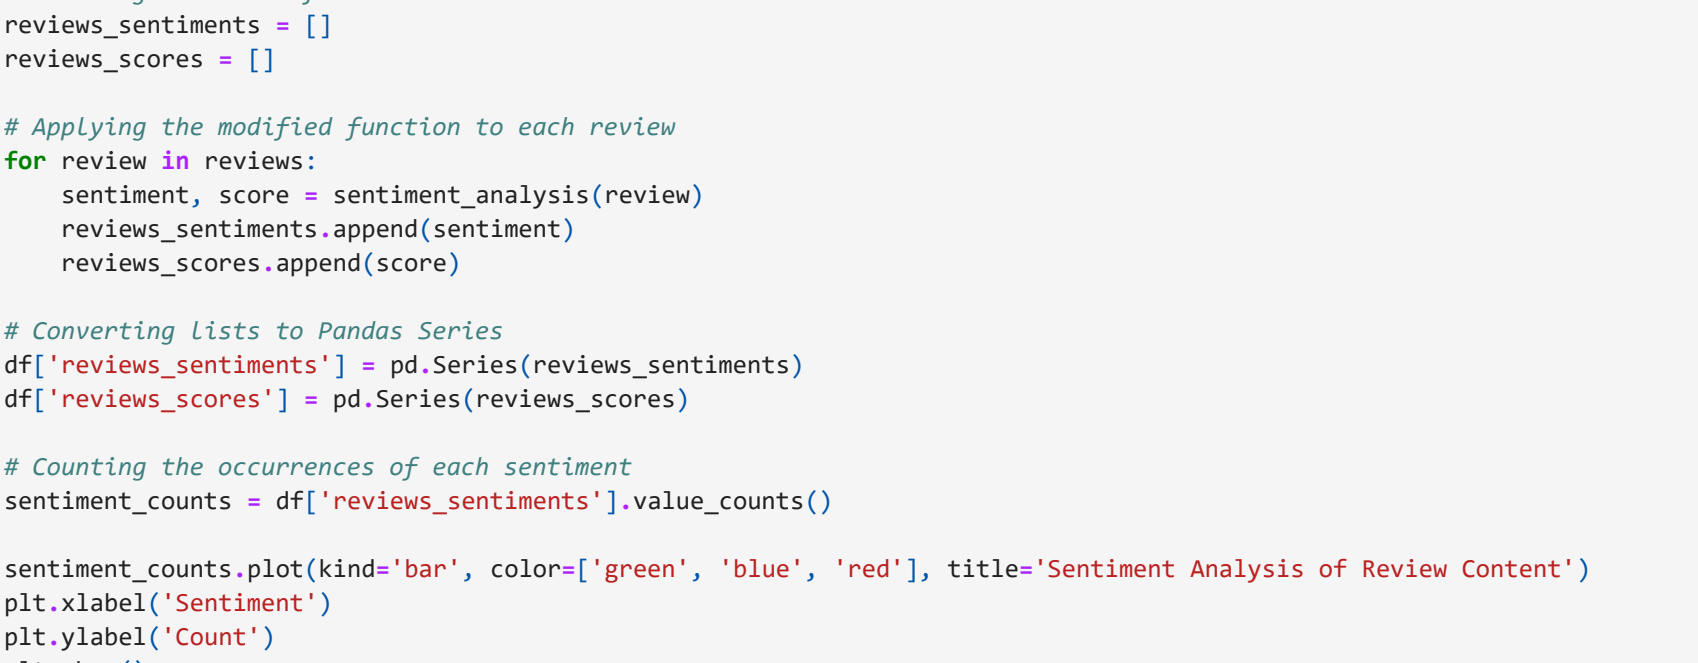 reviews_sentiments = []
reviews_scores = []

# Applying the modified function to each review
for review in reviews:
    sentiment, score = sentiment_analysis(review)
    reviews_sentiments.append(sentiment)
    reviews_scores.append(score)

# Converting lists to Pandas Series
df['reviews_sentiments'] = pd.Series(reviews_sentiments)
df['reviews_scores'] = pd.Series(reviews_scores)

# Counting the occurrences of each sentiment
sentiment_counts = df['reviews_sentiments'].value_counts()

sentiment_counts.plot(kind='bar', color=['green', 'blue', 'red'], title='Sentiment Analysis of Review Content')
plt.xlabel('Sentiment')
plt.ylabel('Count')